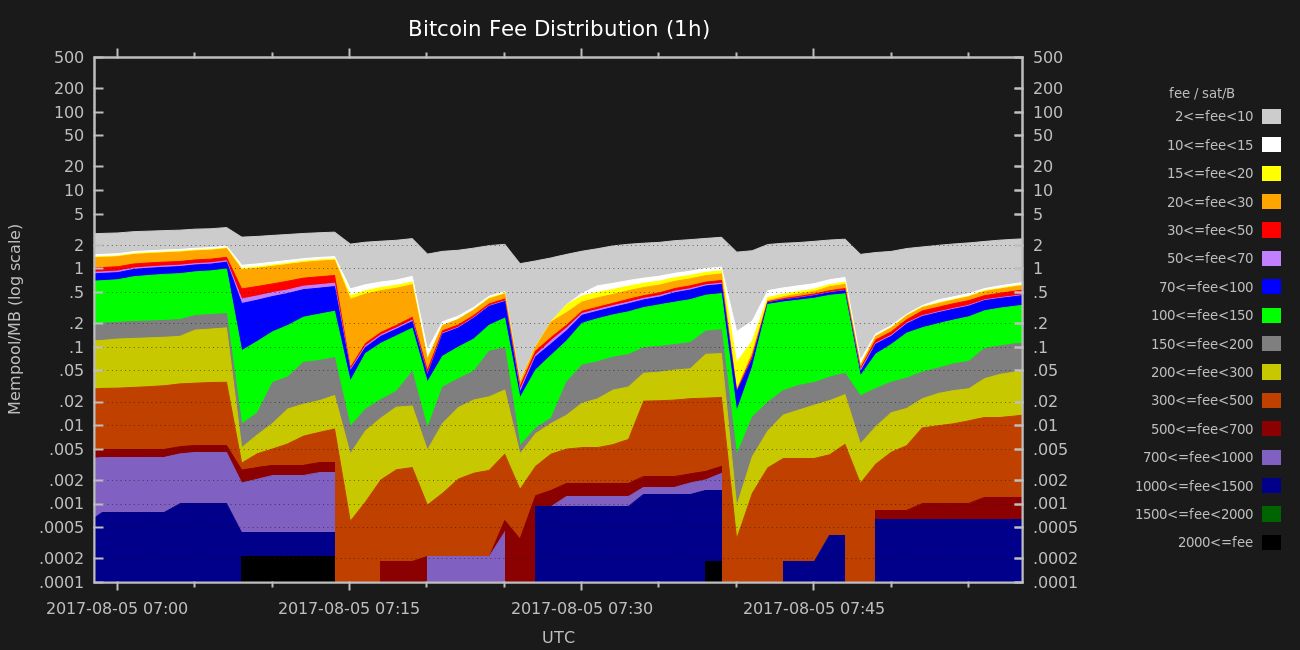 Bitcoin Fee Distribution (1h)
500 500
200 200
100 100
50 50
20 20
10 10
5 5
2 2
1 1
.5 .5
.2 .2
.1 .1
.05 .05
.02 .02
.01 .01
.005 .005
.002 .002
.001 .001
.0005 .0005
.0002 .0002
.0001 .0001
Mempool/MB (log scale)
2017-08-05 07:00 2017-08-05 07:15 2017-08-05 07:30 2017-08-05 07:45
UTC
fee / sat/B
2<=fee<10
10<=fee<15
15<=fee<20
20<=fee<30
30<=fee<50
50<=fee<70
70<=fee<100
100<=fee<150
150<=fee<200
200<=fee<300
300<=fee<500
500<=fee<700
700<=fee<1000
1000<=fee<1500
1500<=fee<2000
2000<=fee